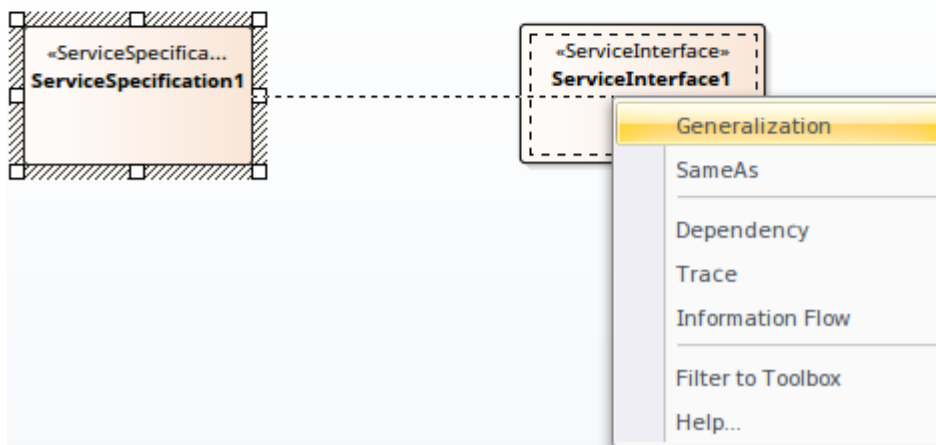 «ServiceSpecifica...
ServiceSpecification1
«ServiceInterface»
ServiceInterface1
Generalization
SameAs
Dependency
Trace
Information Flow
Filter to Toolbox
Help...